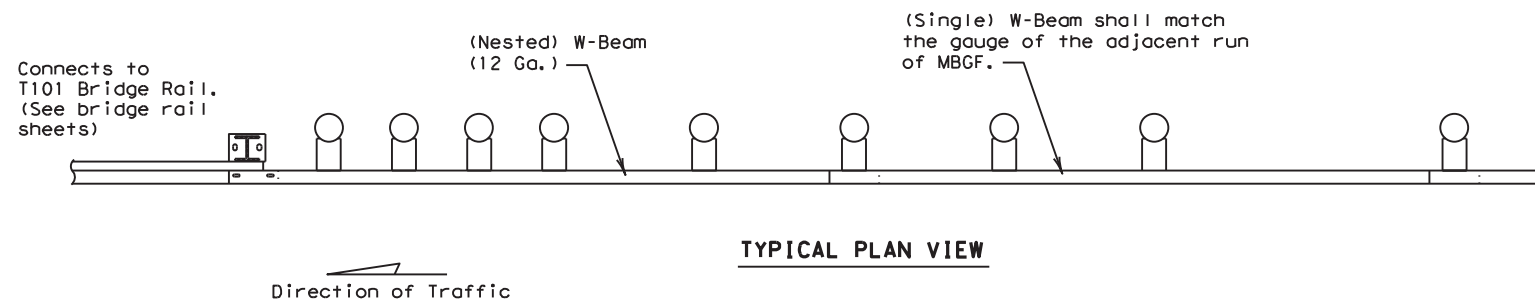 Connects to
T101 Bridge Rail.
(See bridge rail
sheets)
(Nested) W-Beam
(12 Ga.)
(Single) W-Beam shall match
the gauge of the adjacent run
of MBGF.
TYPICAL PLAN VIEW
Direction of Traffic